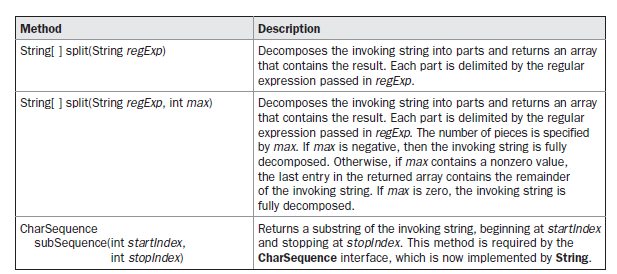 Method Description
String[ ] split(String regExp) Decomposes the invoking string into parts and returns an array
that contains the result. Each part is delimited by the regular
expression passed in regExp.
String[ ] split(String regExp, int max) Decomposes the invoking string into parts and returns an array
that contains the result. Each part is delimited by the regular
expression passed in regExp. The number of pieces is specified
by max. If max is negative, then the invoking string is fully
decomposed. Otherwise, if max contains a nonzero value,
the last entry in the returned array contains the remainder
of the invoking string. If max is zero, the invoking string is
fully decomposed.
CharSequence Returns a substring of the invoking string, beginning at startIndex
subSequence(int startIndex, and stopping at stopIndex. This method is required by the
int stopIndex) CharSequence interface, which is now implemented by String.